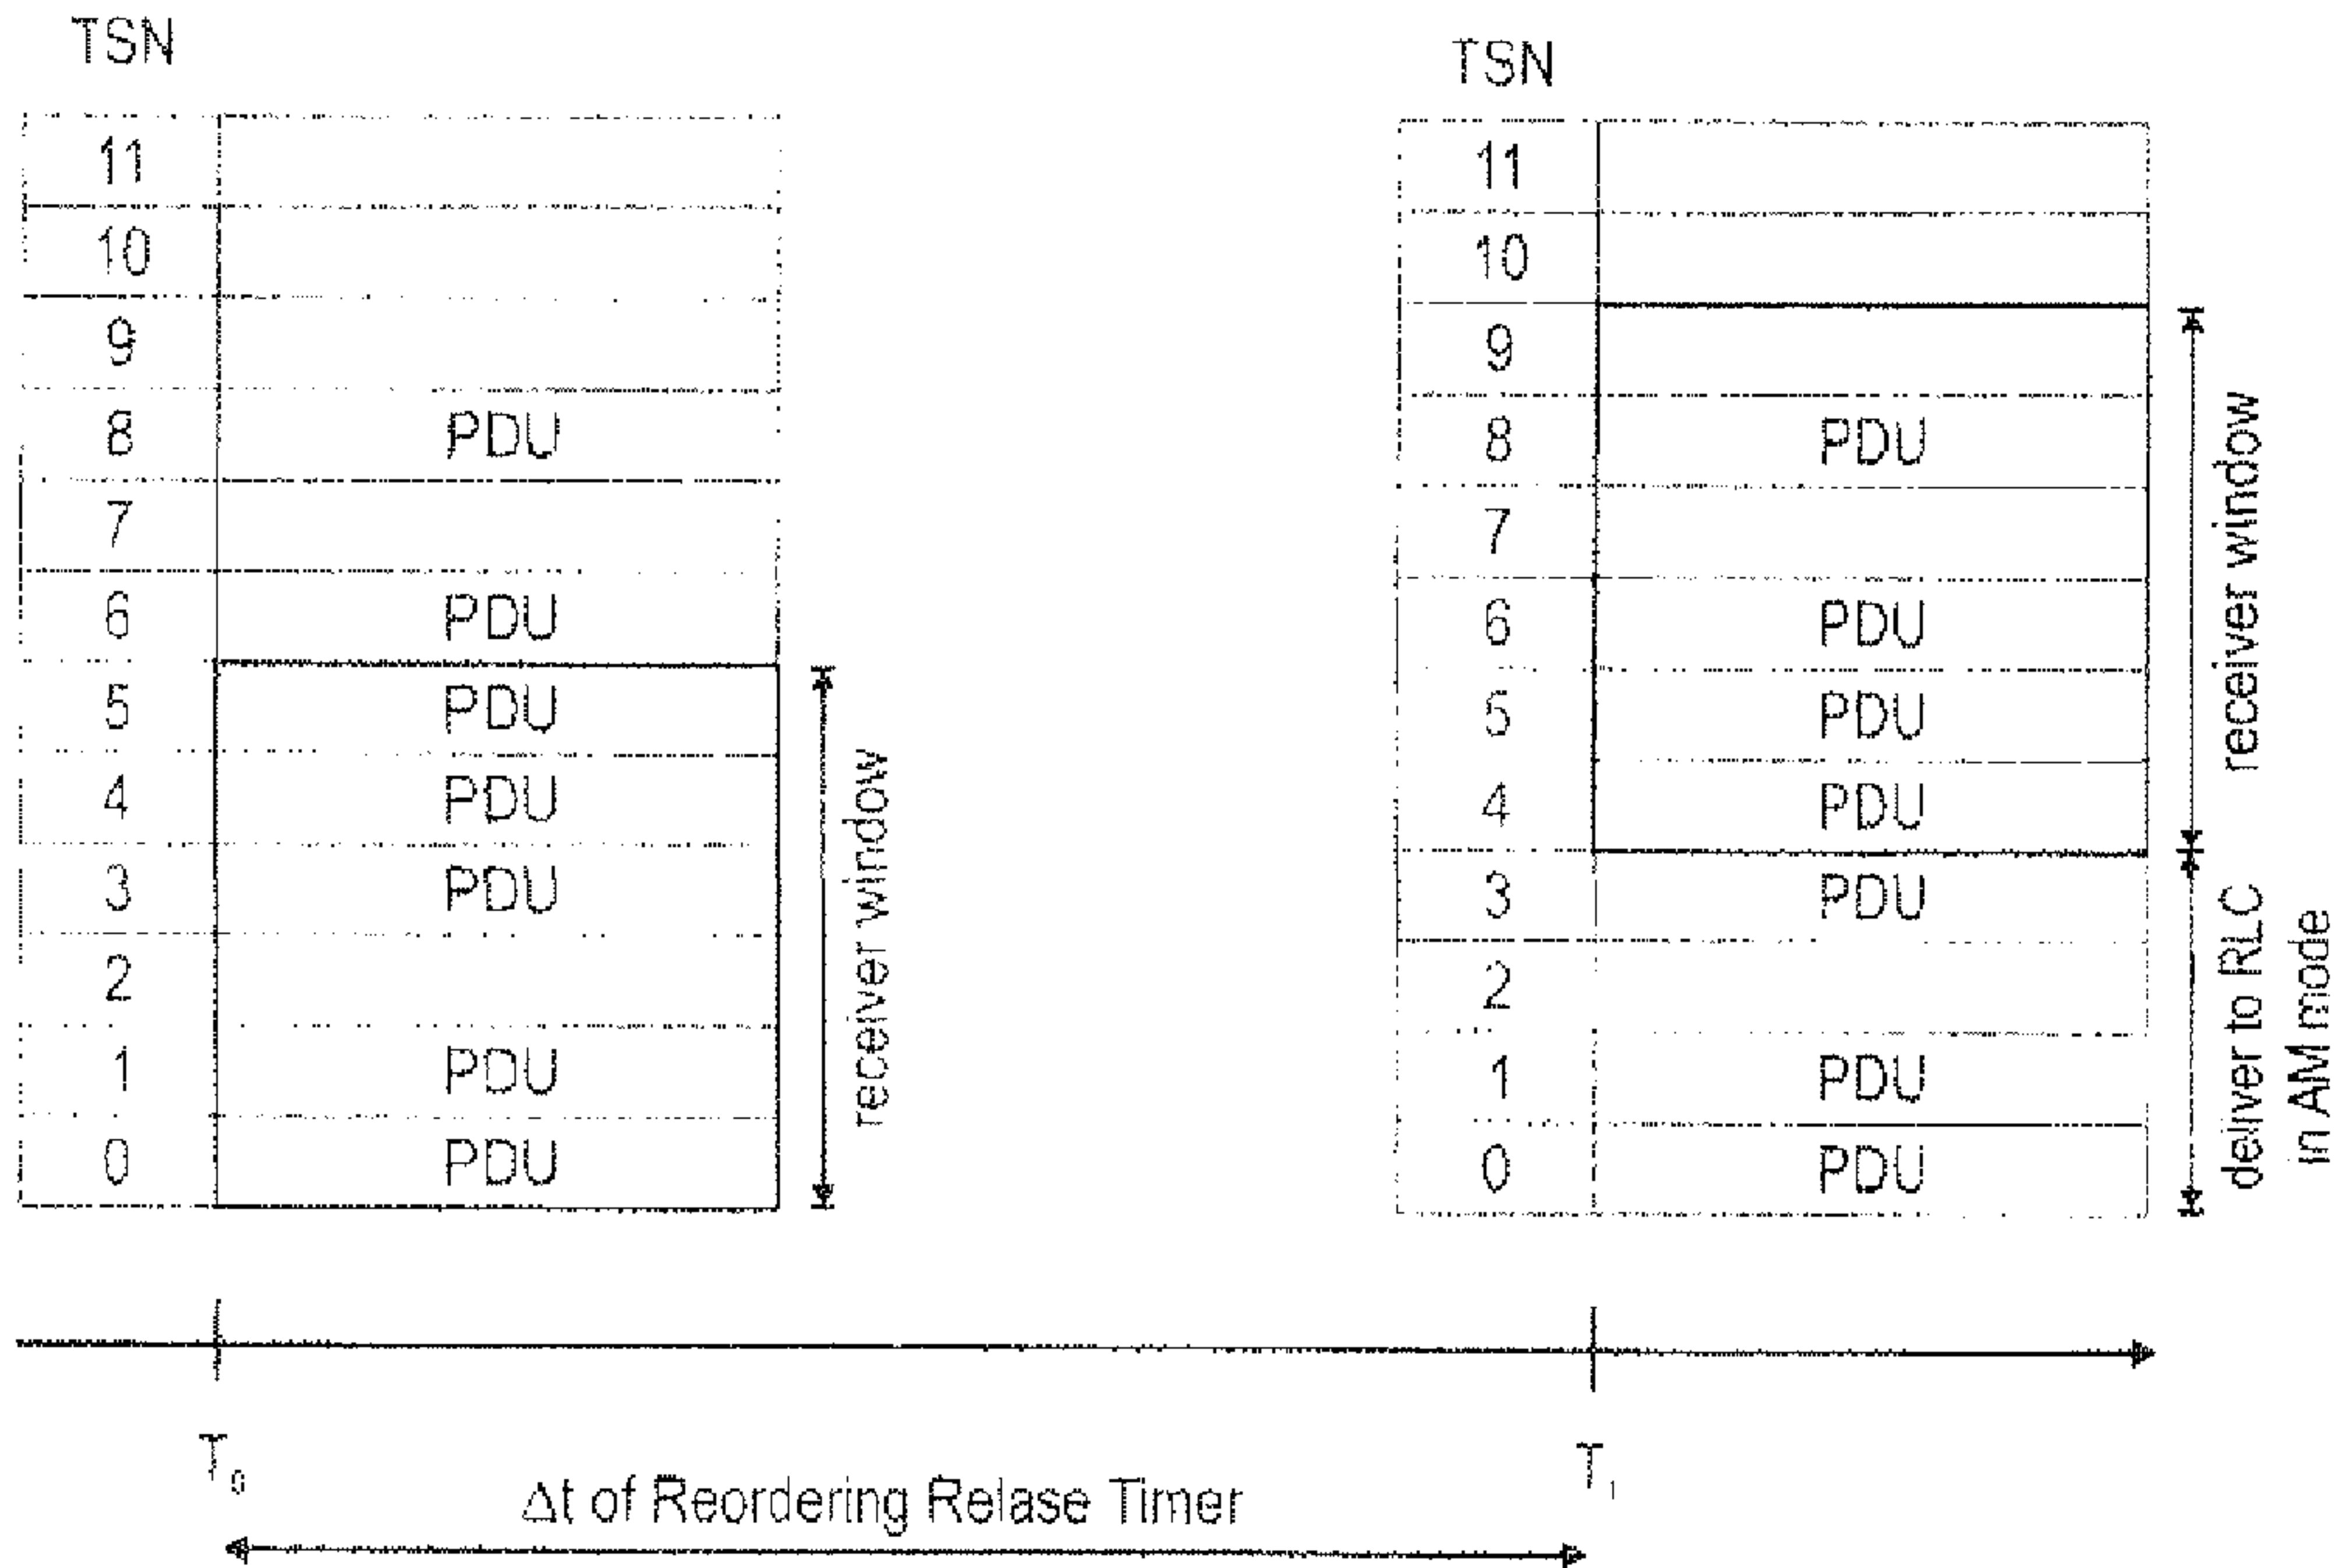 TSN
11
10
9
8 PDU
7
6 PDU
5 PDU
4 PDU
3 PDU
2
1 PDU
0 PDU
receiver window
TSN
11
10
9
8 PDU
7
6 PDU
5 PDU
4 PDU
3 PDU
2
1 PDU
0 PDU
receiver window
deliver to RLC
in AM mode
T0
T1
Δt of Reordering Relase Timer